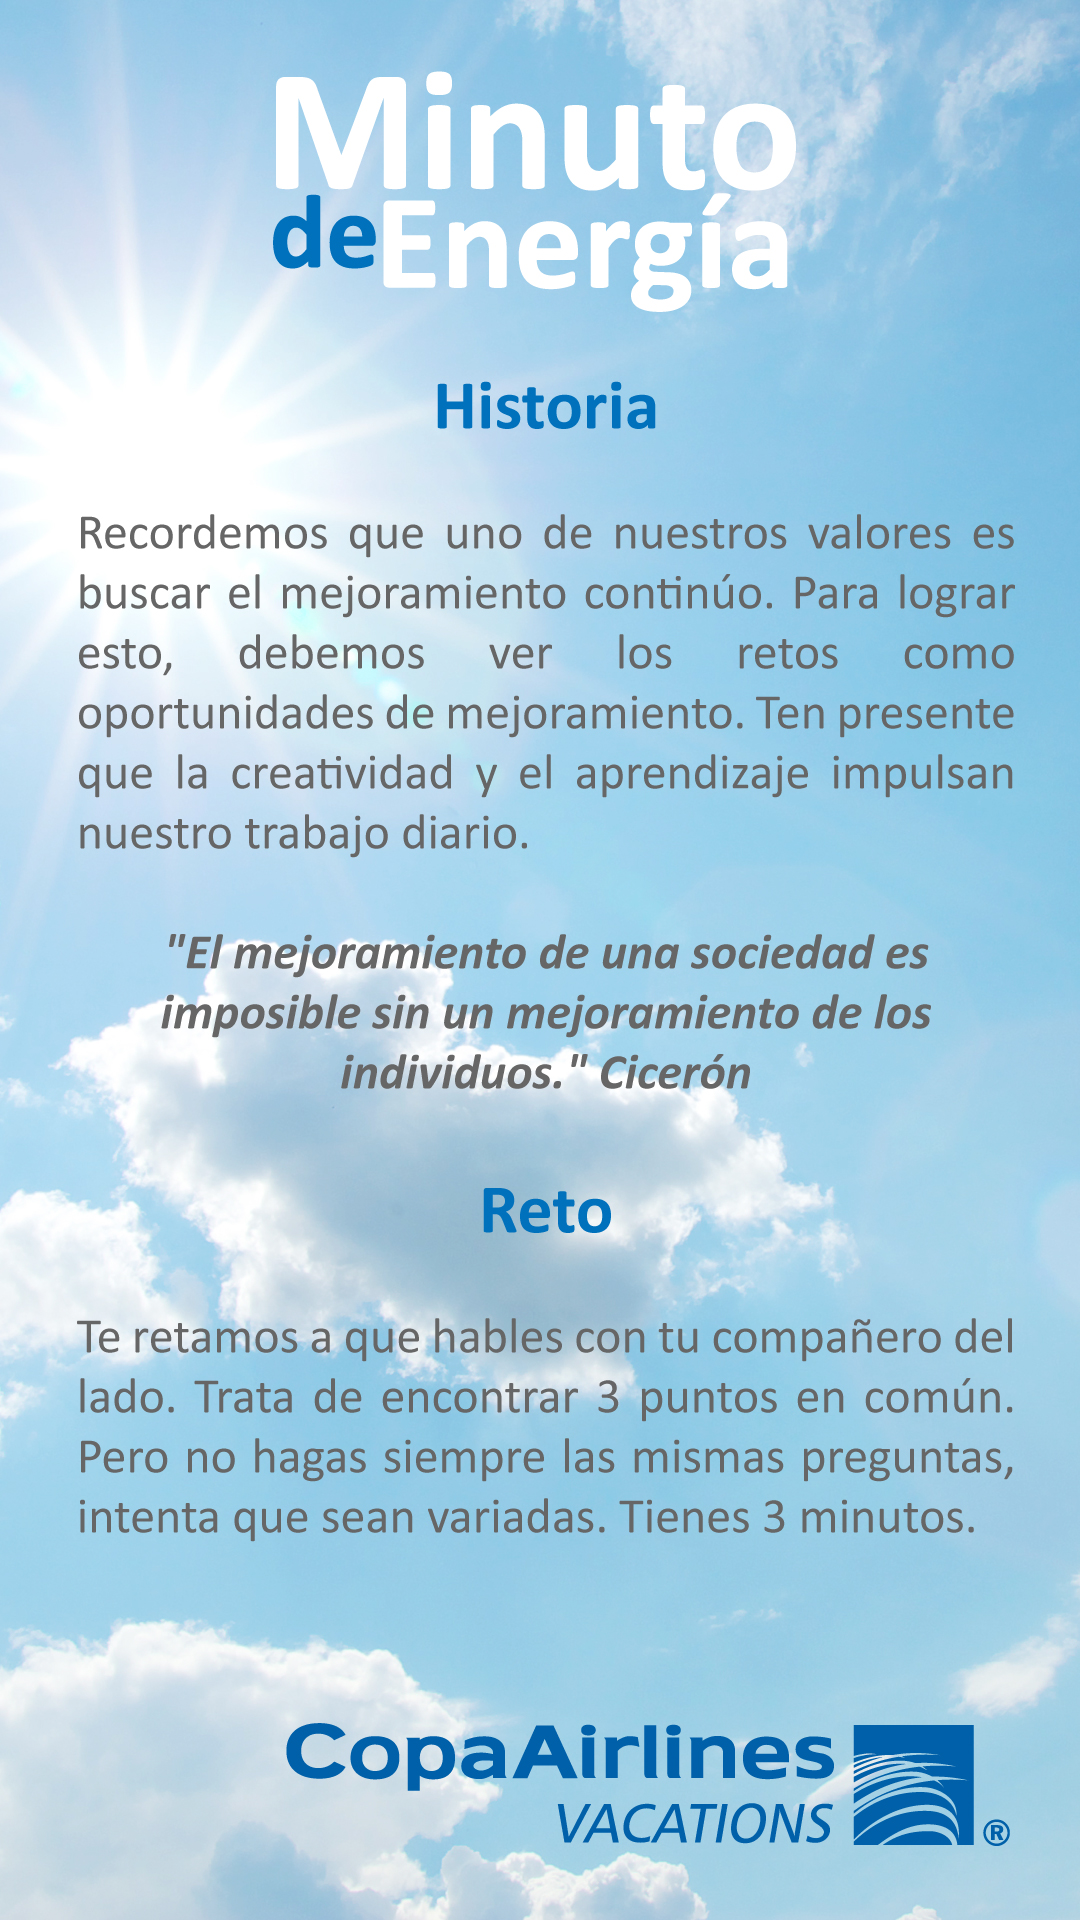 Minuto
de Energía
Historia
Recordemos que uno de nuestros valores es
buscar el mejoramiento continúo. Para lograr
esto, debemos ver los retos como
oportunidades de mejoramiento. Ten presente
que la creatividad y el aprendizaje impulsan
nuestro trabajo diario.
"El mejoramiento de una sociedad es
imposible sin un mejoramiento de los
individuos." Cicerón
Reto
Te retamos a que hables con tu compañero del
lado. Trata de encontrar 3 puntos en común.
Pero no hagas siempre las mismas preguntas,
intenta que sean variadas. Tienes 3 minutos.
CopaAirlines
VACATIONS ®